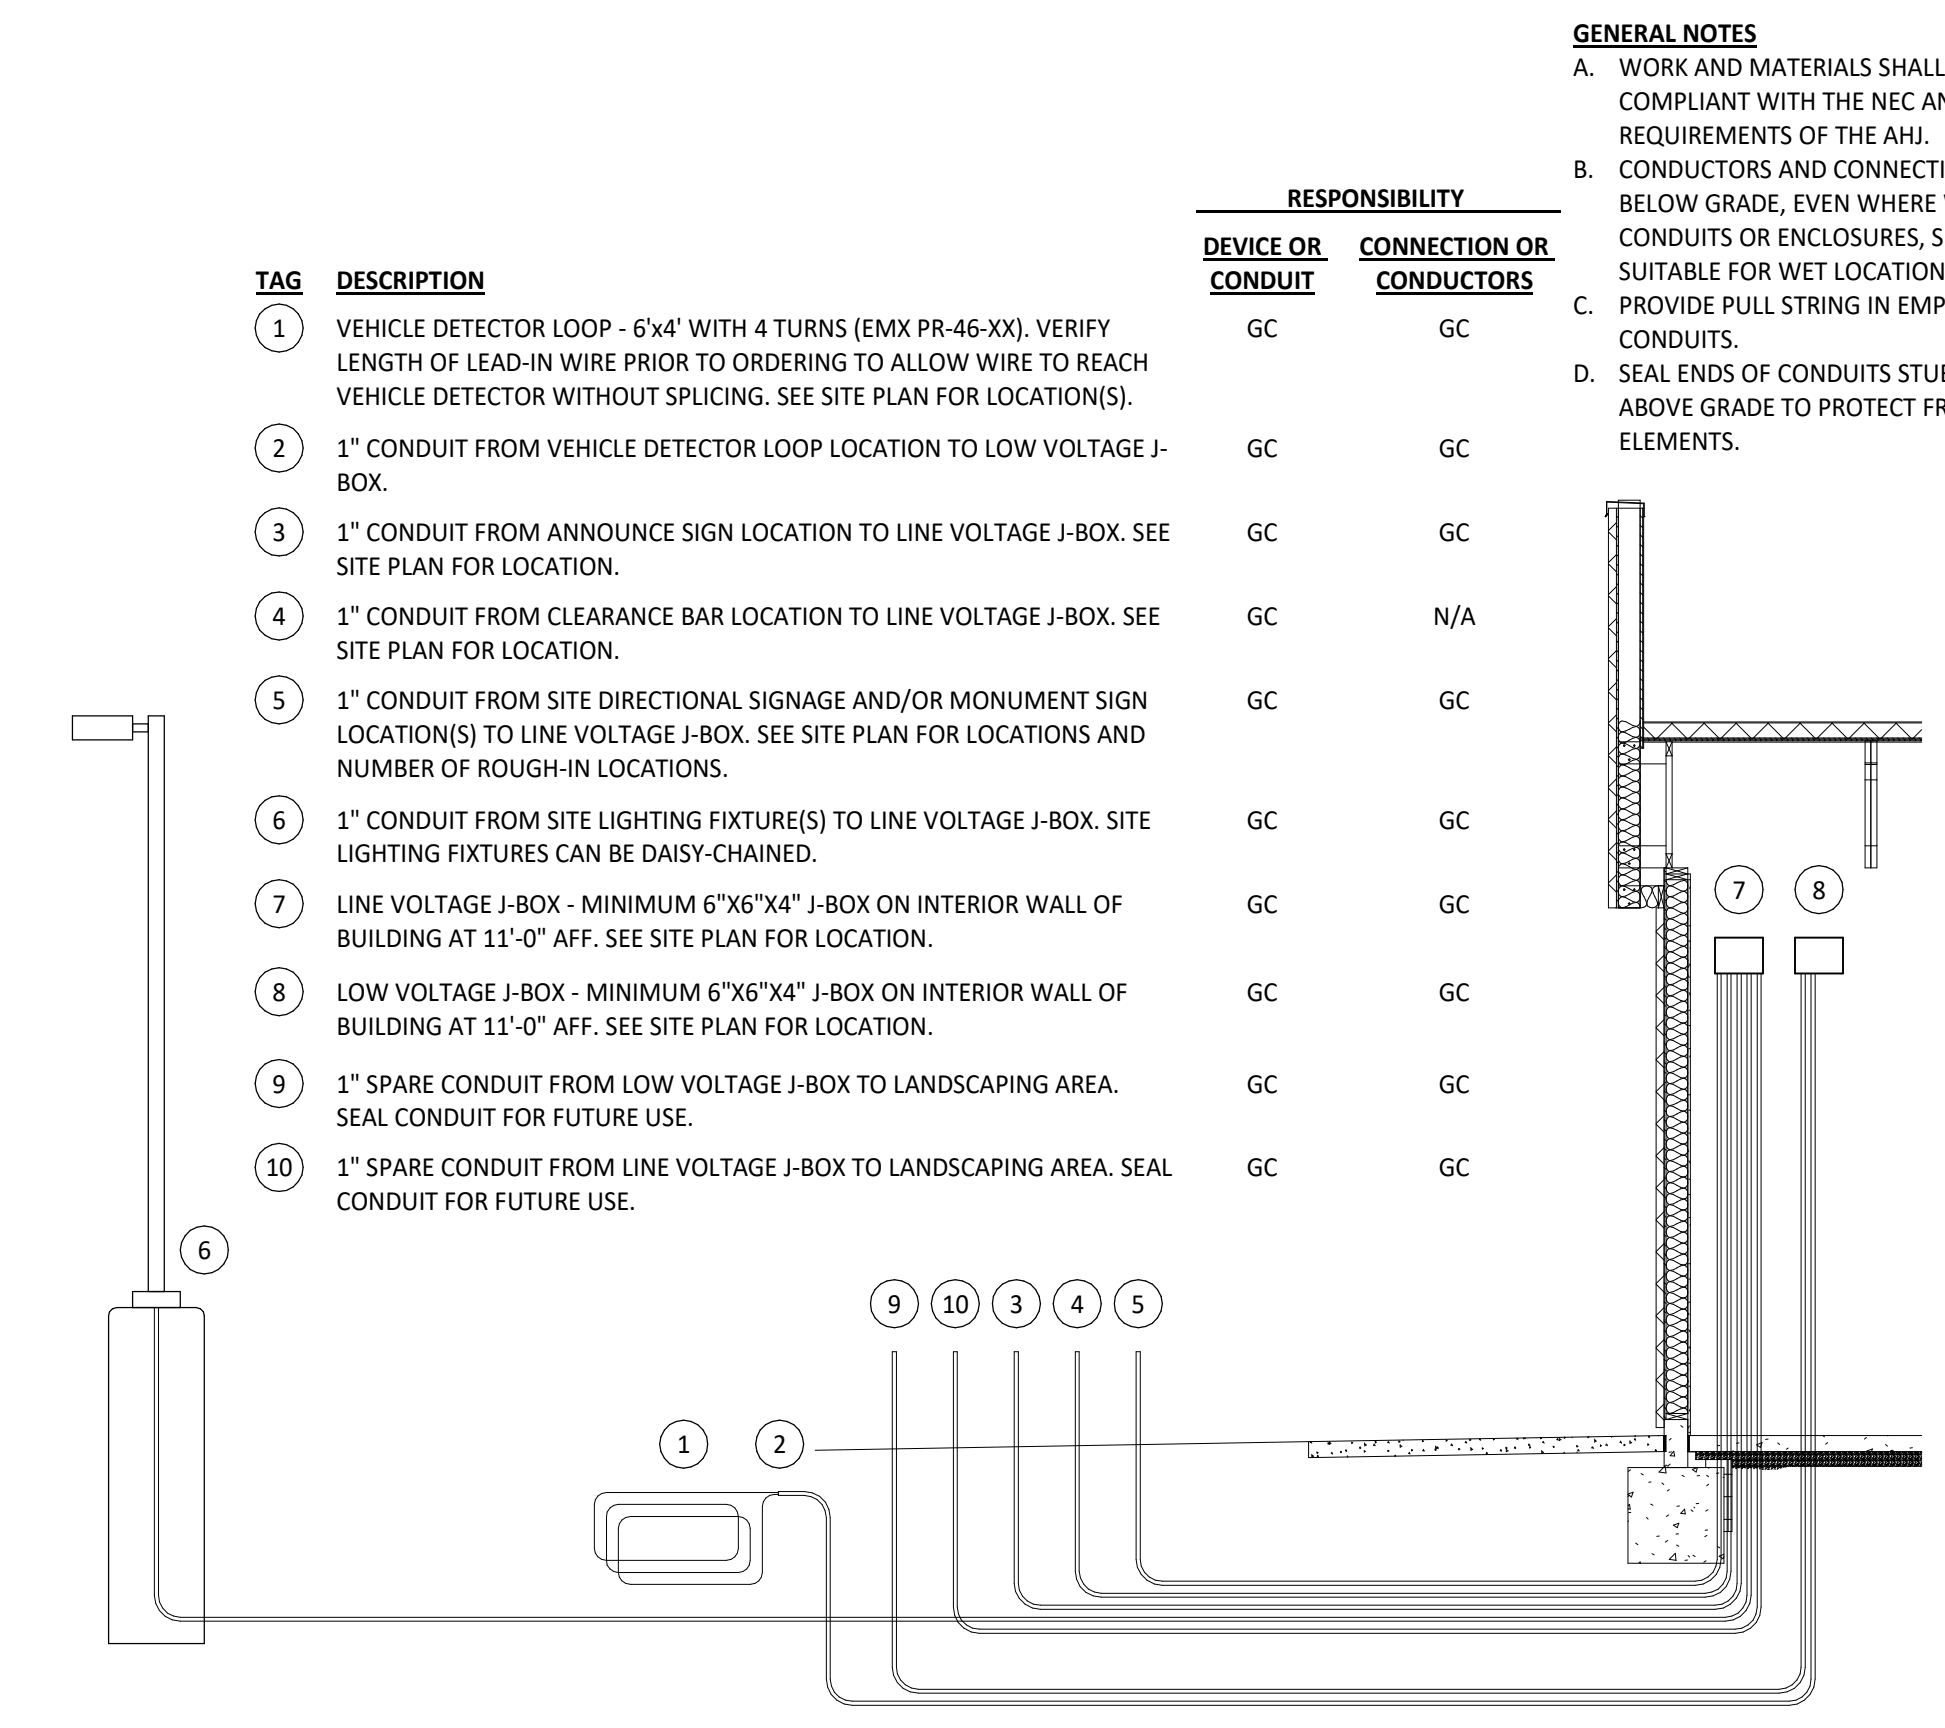 GENERAL NOTES
A. WORK AND MATERIALS SHALL
COMPLIANT WITH THE NEC
REQUIREMENTS OF THE AHJ.
B. CONDUCTORS AND
BELOW GRADE, EVEN WHERE
CONDUITS OR ENCLOSURES,
SUITABLE FOR WET LOCATION
C. PROVIDE PULL STRING IN
CONDUITS.
D. SEAL ENDS OF CONDUITS
ABOVE GRADE TO PROTECT
ELEMENTS.
RESPONSIBILITY
DEVICE OR CONNECTION OR
TAG DESCRIPTION CONDUIT CONDUCTORS
1 VEHICLE DETECTOR LOOP - 6'x4' WITH 4 TURNS (EMX PR-46-XX). VERIFY GC GC
LENGTH OF LEAD-IN WIRE PRIOR TO ORDERING TO ALLOW WIRE TO REACH
VEHICLE DETECTOR WITHOUT SPLICING. SEE SITE PLAN FOR LOCATION(S).
2 1" CONDUIT FROM VEHICLE DETECTOR LOOP LOCATION TO LOW VOLTAGE J- GC GC
BOX.
3 1" CONDUIT FROM ANNOUNCE SIGN LOCATION TO LINE VOLTAGE J-BOX. SEE GC GC
SITE PLAN FOR LOCATION.
4 1" CONDUIT FROM CLEARANCE BAR LOCATION TO LINE VOLTAGE J-BOX. SEE GC N/A
SITE PLAN FOR LOCATION.
5 1" CONDUIT FROM SITE DIRECTIONAL SIGNAGE AND/OR MONUMENT SIGN GC GC
LOCATION(S) TO LINE VOLTAGE J-BOX. SEE SITE PLAN FOR LOCATIONS AND
NUMBER OF ROUGH-IN LOCATIONS.
6 1" CONDUIT FROM SITE LIGHTING FIXTURE(S) TO LINE VOLTAGE J-BOX. SITE GC GC
LIGHTING FIXTURES CAN BE DAISY-CHAINED.
7 LINE VOLTAGE J-BOX - MINIMUM 6"X6"X4" J-BOX ON INTERIOR WALL OF GC GC
BUILDING AT 11'-0" AFF. SEE SITE PLAN FOR LOCATION.
8 LOW VOLTAGE J-BOX - MINIMUM 6"X6"X4" J-BOX ON INTERIOR WALL OF GC GC
BUILDING AT 11'-0" AFF. SEE SITE PLAN FOR LOCATION.
9 1" SPARE CONDUIT FROM LOW VOLTAGE J-BOX TO LANDSCAPING AREA. GC GC
SEAL CONDUIT FOR FUTURE USE.
10 1" SPARE CONDUIT FROM LINE VOLTAGE J-BOX TO LANDSCAPING AREA. SEAL GC GC
CONDUIT FOR FUTURE USE.
7 8
6
9 10 3 4 5
1 2